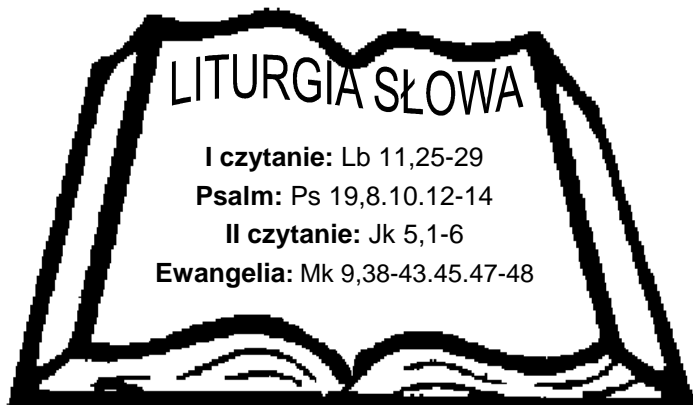 LITURGIA SŁOWA
I czytanie: Lb 11,25-29
Psalm: Ps 19,8.10.12-14
II czytanie: Jk 5,1-6
Ewangelia: Mk 9,38-43.45.47-48